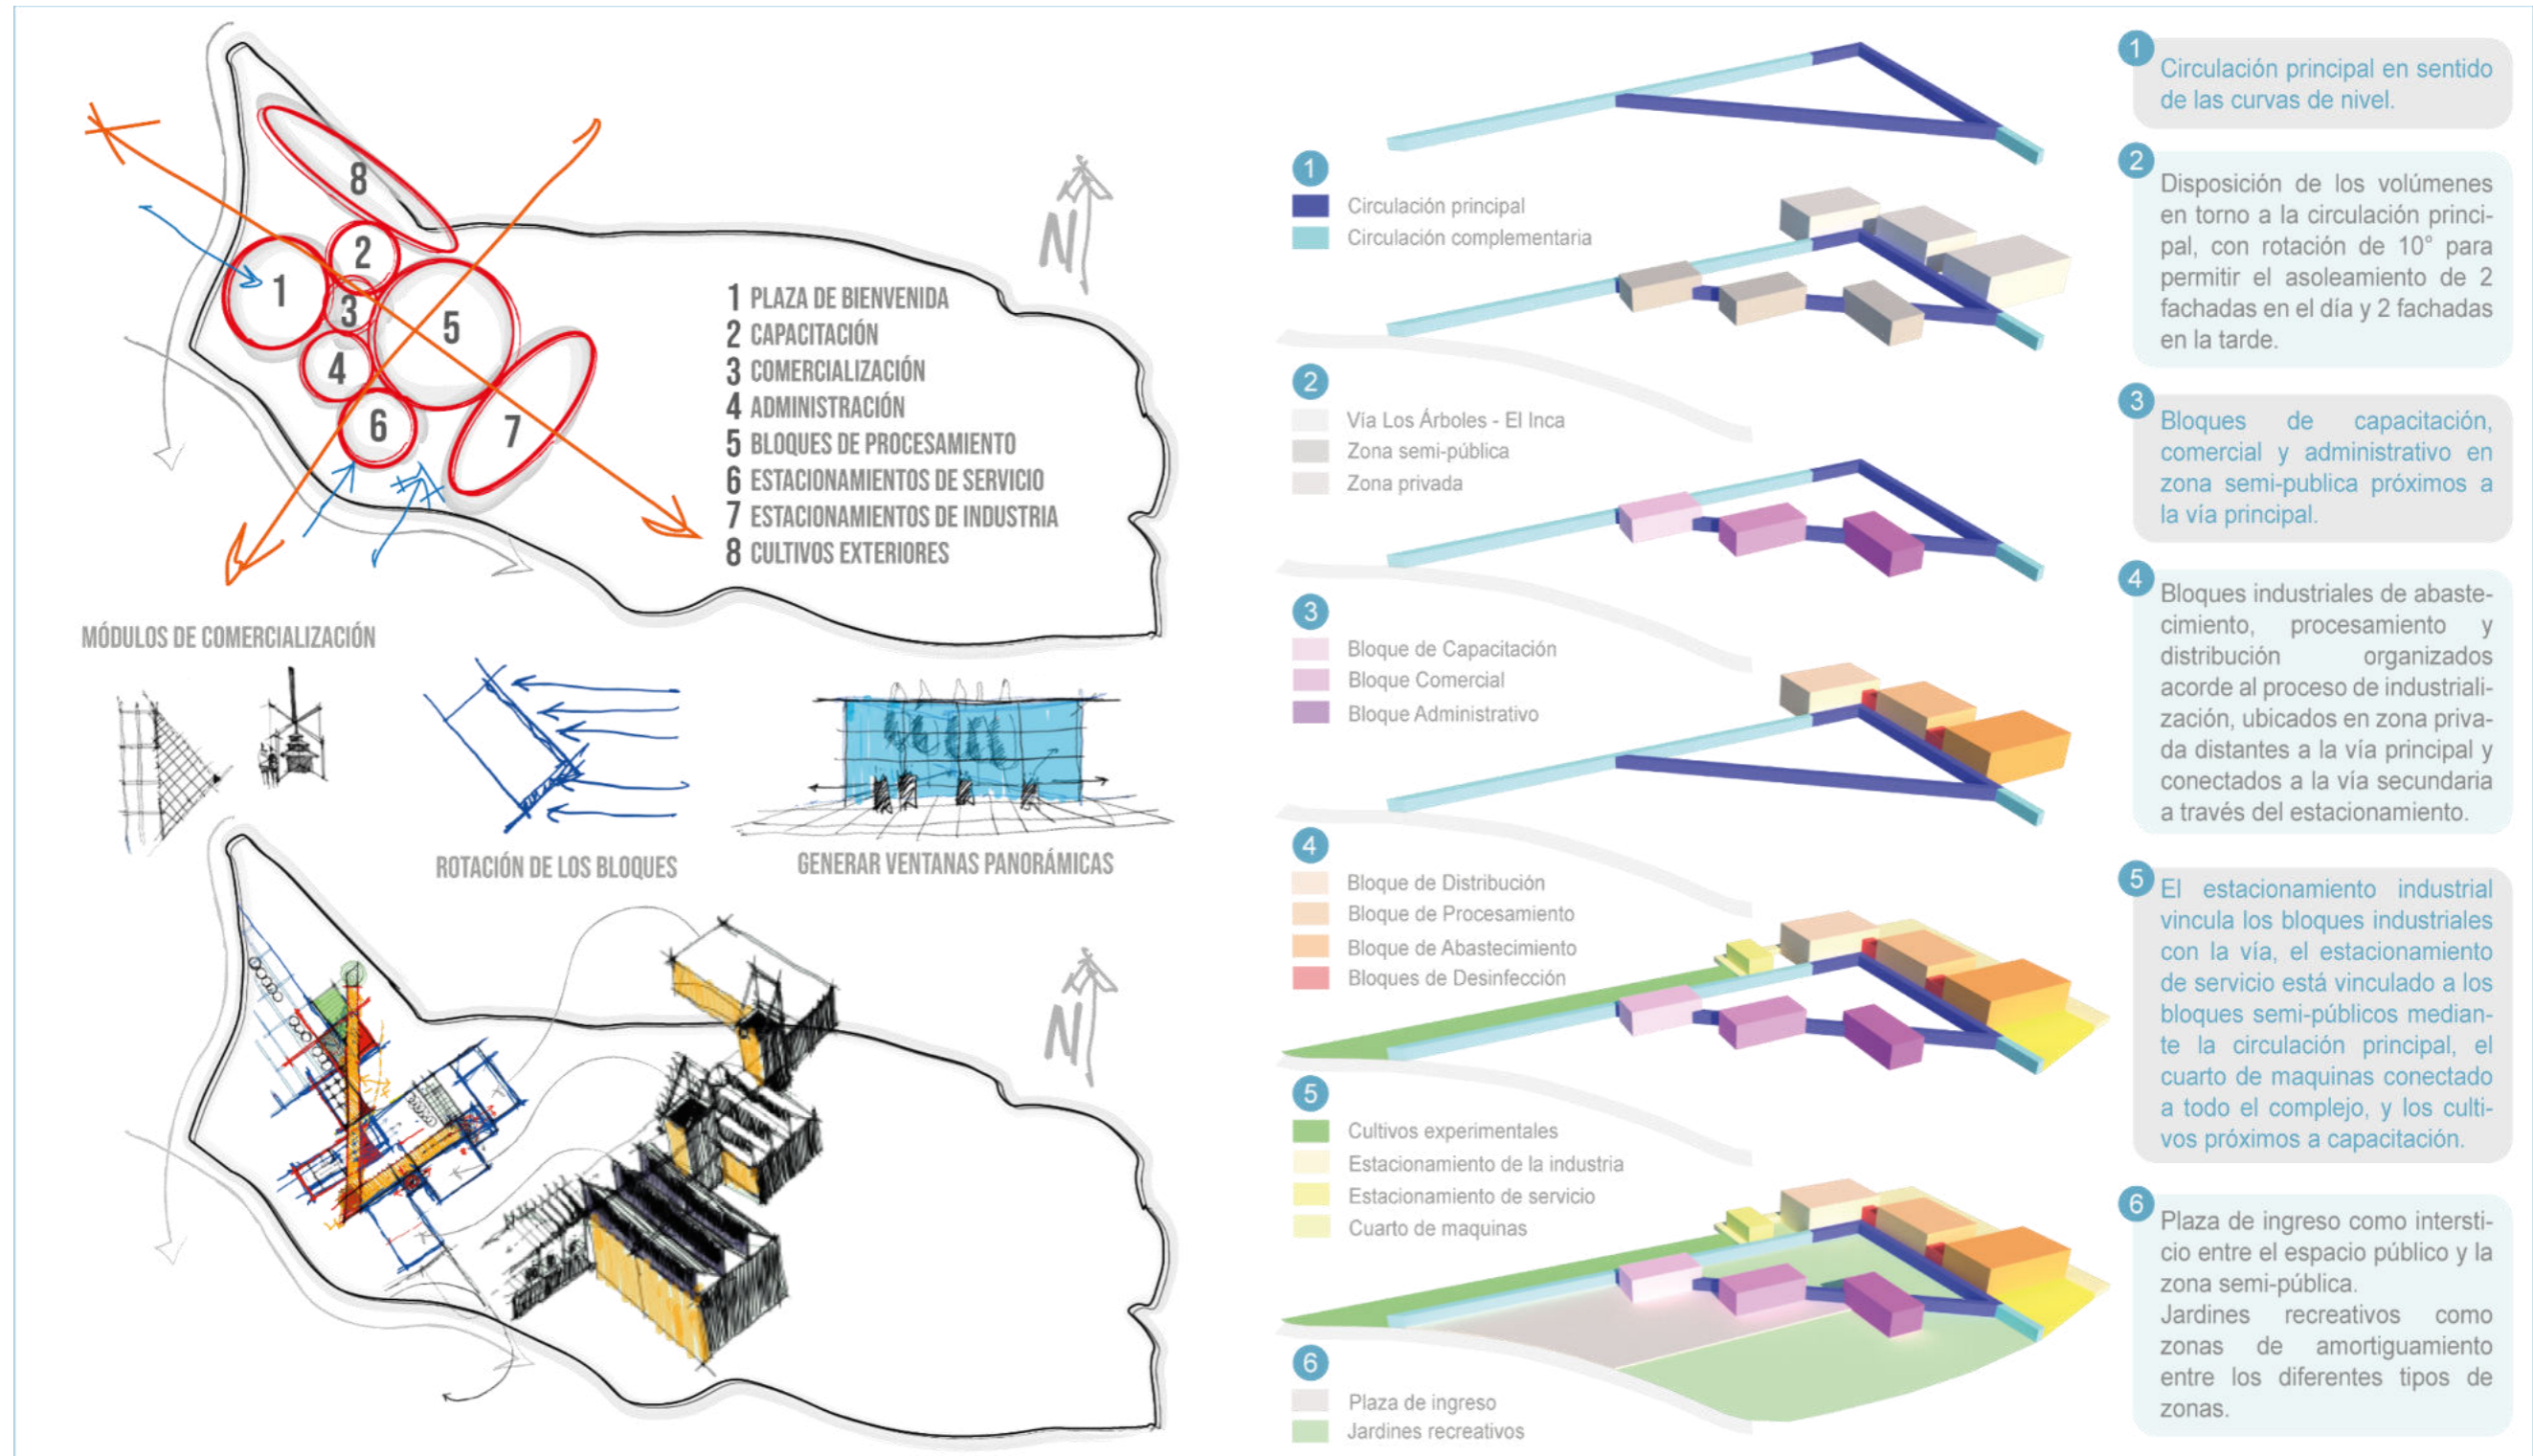 8
2
1
3
5
4
6
7
N
1 PLAZA DE BIENVENIDA
2 CAPACITACIÓN
3 COMERCIALIZACIÓN
4 ADMINISTRACIÓN
5 BLOQUES DE PROCESAMIENTO
6 ESTACIONAMIENTOS DE SERVICIO
7 ESTACIONAMIENTOS DE INDUSTRIA
8 CULTIVOS EXTERIORES
MÓDULOS DE COMERCIALIZACIÓN
ROTACIÓN DE LOS BLOQUES
GENERAR VENTANAS PANORÁMICAS
N
1
Circulación principal
Circulación complementaria
2
Vía Los Árboles - El Inca
Zona semi-pública
Zona privada
3
Bloque de Capacitación
Bloque Comercial
Bloque Administrativo
4
Bloque de Distribución
Bloque de Procesamiento
Bloque de Abastecimiento
Bloques de Desinfección
5
Cultivos experimentales
Estacionamiento de la industria
Estacionamiento de servicio
Cuarto de maquinas
6
Plaza de ingreso
Jardines recreativos
1
Circulación principal en sentido
de las curvas de nivel.
2
Disposición de los volúmenes
en torno a la circulación princi-
pal, con rotación de 10° para
permitir el asoleamiento de 2
fachadas en el día y 2 fachadas
en la tarde.
3
Bloques de capacitación,
comercial y administrativo en
zona semi-publica próximos a
la vía principal.
4
Bloques industriales de abaste-
cimiento, procesamiento y
distribución organizados
acorde al proceso de industriali-
zación, ubicados en zona priva-
da distantes a la vía principal y
conectados a la vía secundaria
a través del estacionamiento.
5
El estacionamiento industrial
vincula los bloques industriales
con la vía, el estacionamiento
de servicio está vinculado a los
bloques semi-públicos median-
te la circulación principal, el
cuarto de maquinas conectado
a todo el complejo, y los culti-
vos próximos a capacitación.
6
Plaza de ingreso como intersti-
cio entre el espacio público y la
zona semi-pública.
Jardines recreativos como
zonas de amortiguamiento
entre los diferentes tipos de
zonas.